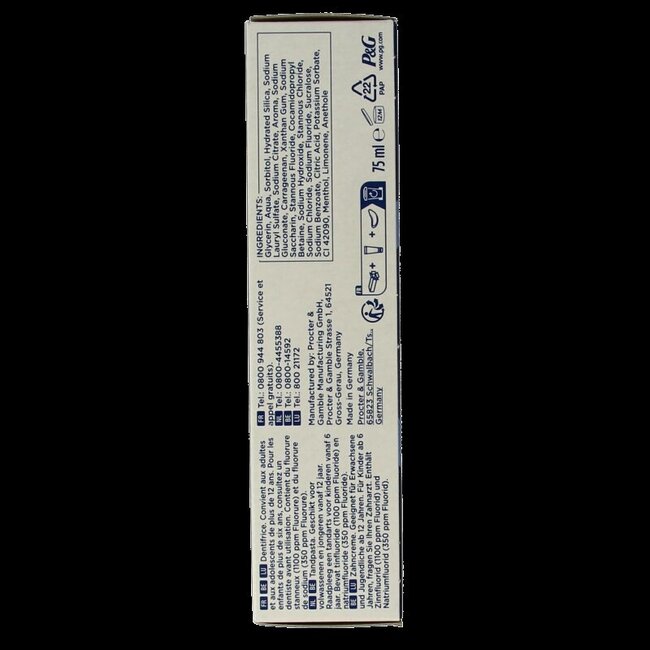 FR BE LU Dentifrice. Convient aux adultes
et aux adolescents de plus de 12 ans. Pour les
enfants de plus de six ans, consultez un
dentiste avant utilisation. Contient du fluorure
stanneux (1100 ppm Fluorure) et du fluorure
de sodium (350 ppm Fluorure).
NL BE Tandpasta. Geschikt voor
volwassenen en jongeren vanaf 12 jaar.
Raadpleeg een tandarts voor kinderen vanaf 6
jaar. Bevat tinfluoride (1100 ppm Fluoride) en
natriumfluoride (350 ppm Fluoride).
BE LU Zahncreme. Geeignet für Erwachsene
und Jugendliche ab 12 Jahren. Für Kinder ab 6
Jahren, fragen Sie Ihren Zahnarzt. Enthält
Zinnfluorid (1100 ppm Fluorid) und
Natriumfluorid (350 ppm Fluorid).
FR Tel.: 0800 944 803 (Service et
appel gratuits).
NL Tel.: 0800-4455388
BE Tel.: 0800-14592
LU Tel.: 800 21172
Manufactured by: Procter &
Gamble Manufacturing GmbH,
Procter & Gamble Strasse 1, 64521
Gross-Gerau, Germany
Made in Germany
Procter & Gamble,
65823 Schwalbach/Ts.,
Germany
INGREDIENTS:
Glycerin, Aqua, Sorbitol, Hydrated Silica, Sodium
Lauryl Sulfate, Sodium Citrate, Aroma, Sodium
Gluconate, Carrageenan, Xanthan Gum, Sodium
Saccharin, Stannous Fluoride, Cocamidopropyl
Betaine, Sodium Hydroxide, Stannous Chloride,
Sodium Chloride, Sodium Fluoride, Sucralose,
Sodium Benzoate, Citric Acid, Potassium Sorbate,
CI 42090, Menthol, Limonene, Anethole
FR
+ +
75 ml e 12M
22
PAP
P&G
www.pg.com